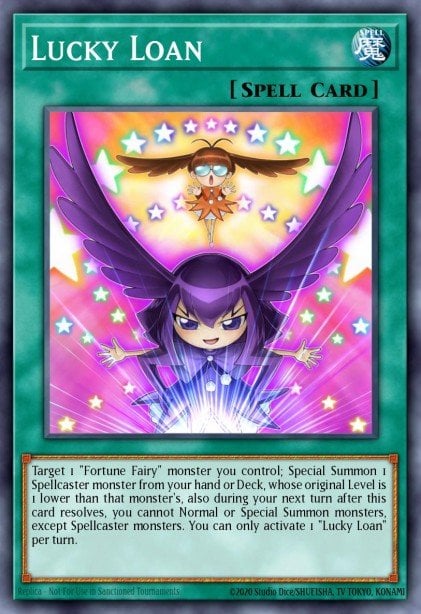 LUCKY LOAN
SPELL
魔
[ SPELL CARD ]
Target 1 "Fortune Fairy" monster you control; Special Summon 1
Spellcaster monster from your hand or Deck, whose original Level is
1 lower than that monster's, also during your next turn after this
card resolves, you cannot Normal or Special Summon monsters,
except Spellcaster monsters. You can only activate 1 "Lucky Loan"
per turn.
Replica - Not For Use in Sanctioned Tournaments
©2020 Studio Dice/SHUEISHA, TV TOKYO, KONAMI